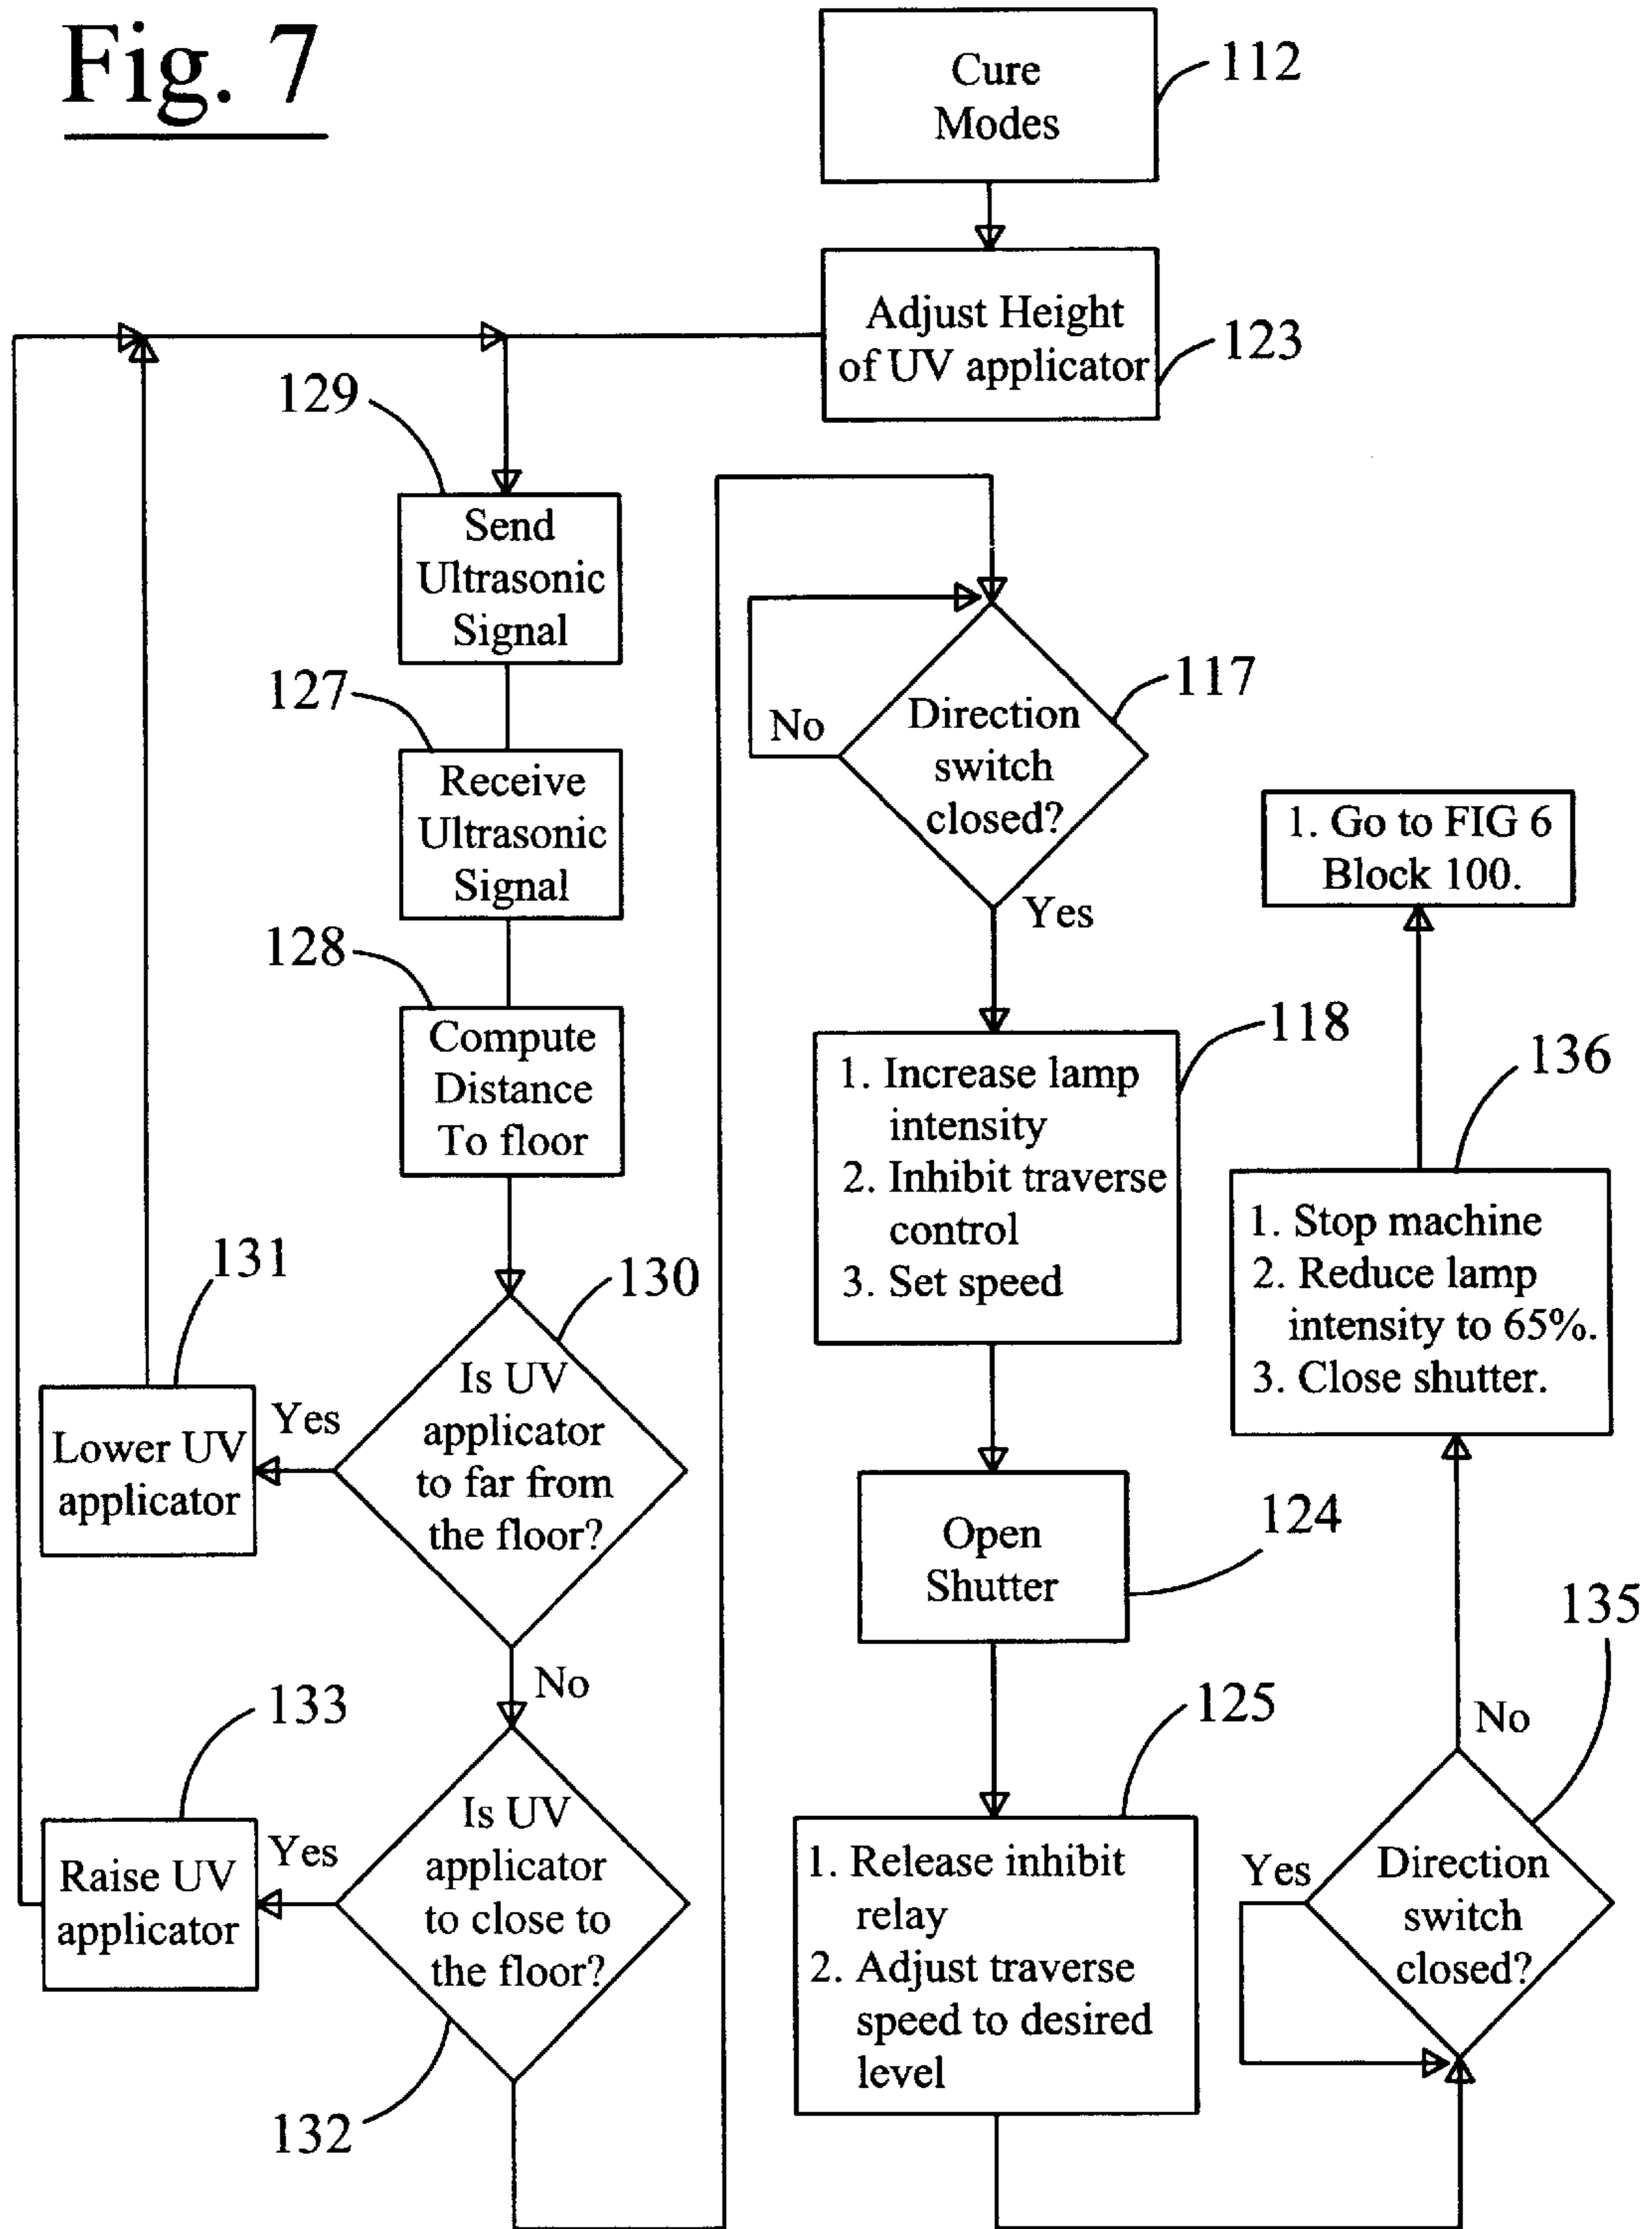 Fig. 7
Cure
Modes
112
Adjust Height
of UV applicator
123
129
Send
Ultrasonic
Signal
127
Receive
Ultrasonic
Signal
128
Compute
Distance
To floor
130
Is UV
applicator
to far from
the floor?
Yes
131
Lower UV
applicator
No
132
Is UV
applicator
to close to
the floor?
Yes
133
Raise UV
applicator
117
Direction
switch
closed?
No
Yes
118
1. Increase lamp
intensity
2. Inhibit traverse
control
3. Set speed
Open
Shutter
124
125
1. Release inhibit
relay
2. Adjust traverse
speed to desired
level
135
Direction
switch
closed?
Yes
No
136
1. Stop machine
2. Reduce lamp
intensity to 65%.
3. Close shutter.
1. Go to FIG 6
Block 100.